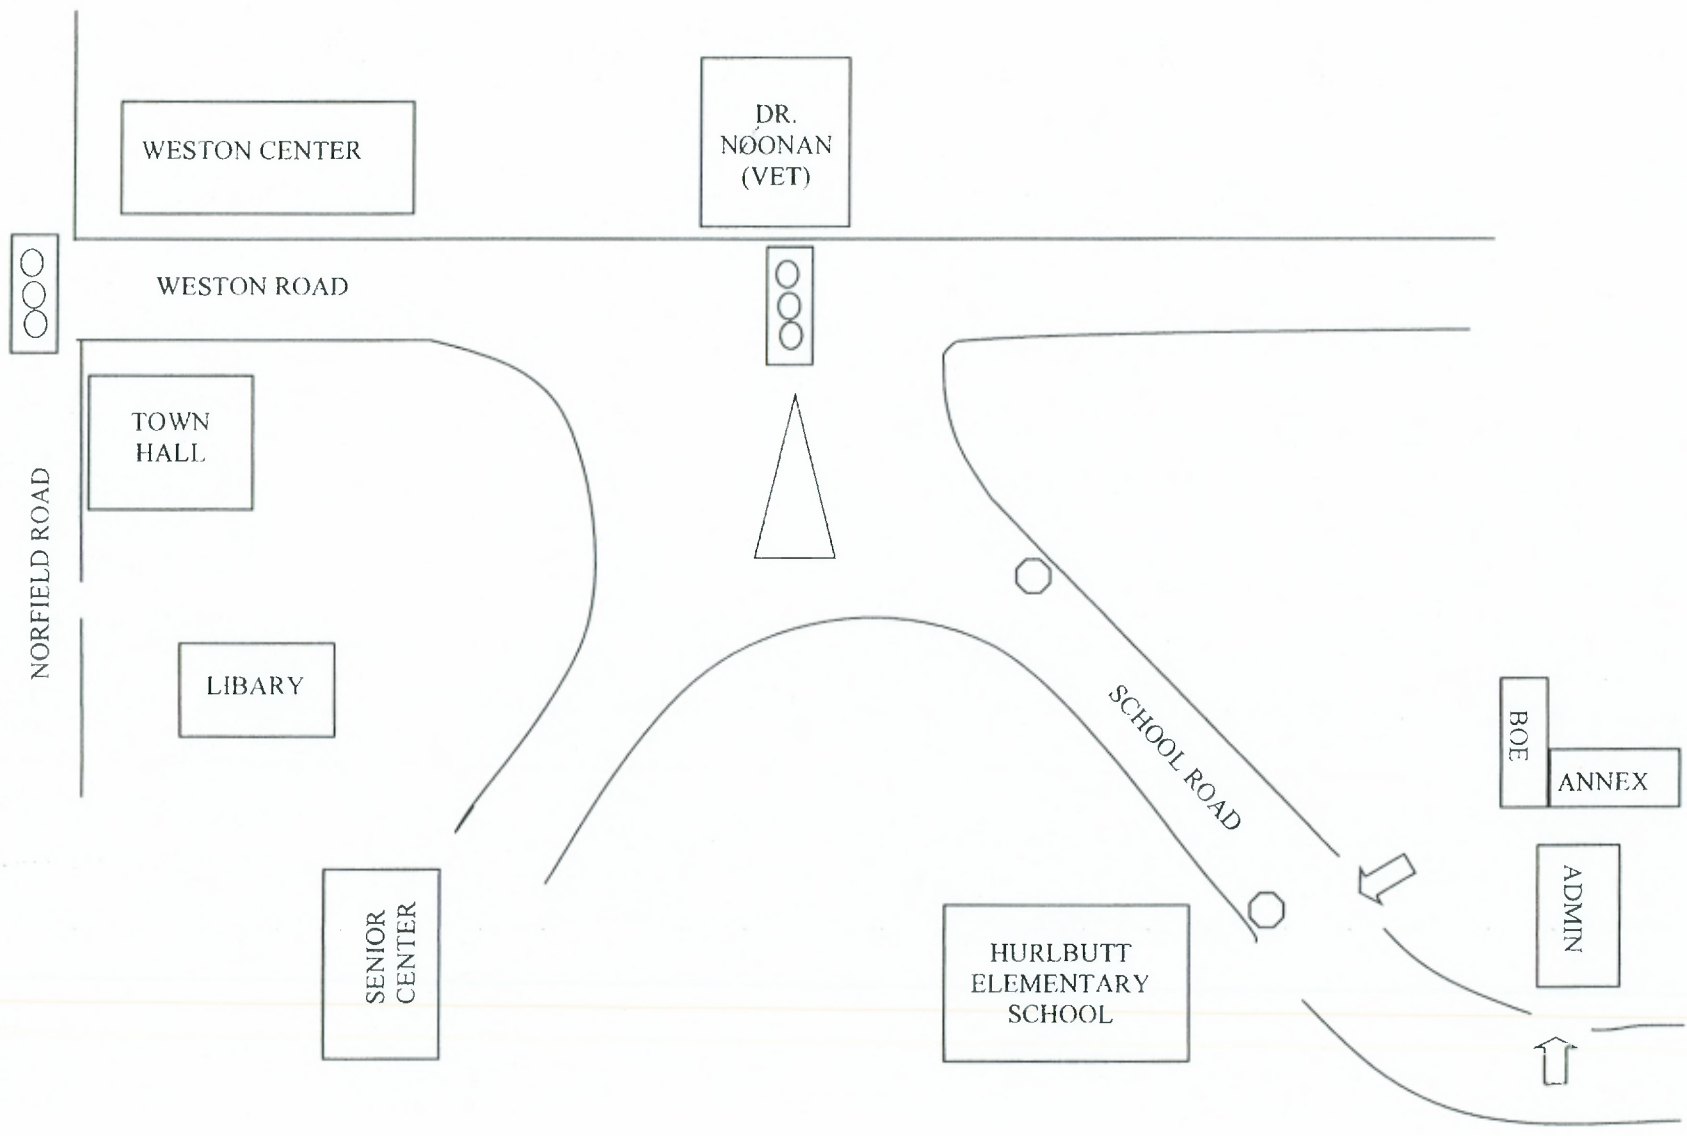 WESTON CENTER
DR.
NOONAN
(VET)
WESTON ROAD
TOWN
HALL
NORFIELD ROAD
LIBARY
SCHOOL ROAD
BOE
ANNEX
ADMIN
SENIOR
CENTER
HURLBUTT
ELEMENTARY
SCHOOL